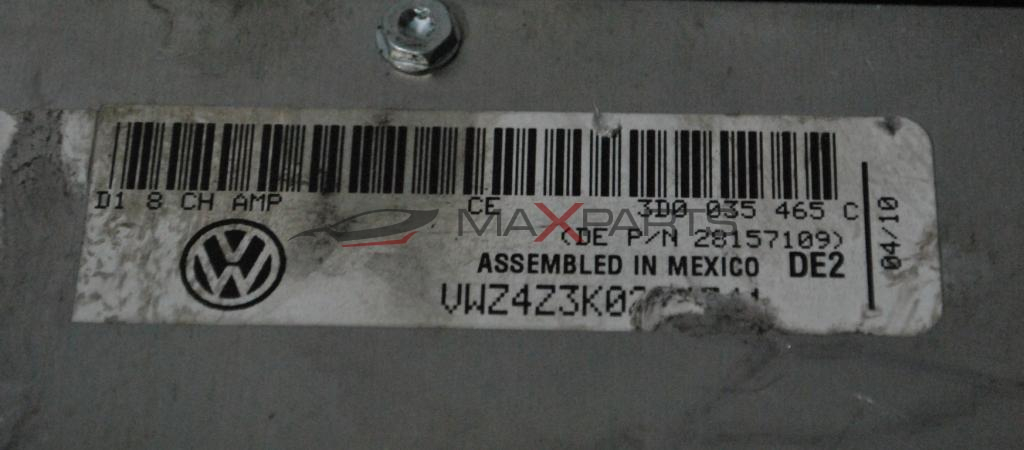 D1 8 CH AMP CE 3D0 035 465 C
MAXPARTS
(DE P/N 28157109)
ASSEMBLED IN MEXICO DE2
04/10